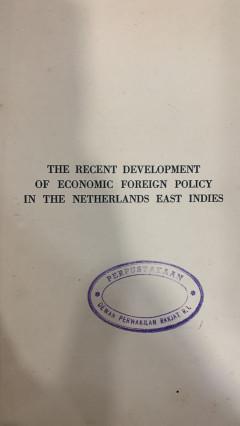 THE RECENT DEVELOPMENT
OF ECONOMIC FOREIGN POLICY
IN THE NETHERLANDS EAST INDIES
PERPUSTAKAAN
DEWAN PERWAKILAN RAKJAT R.I.